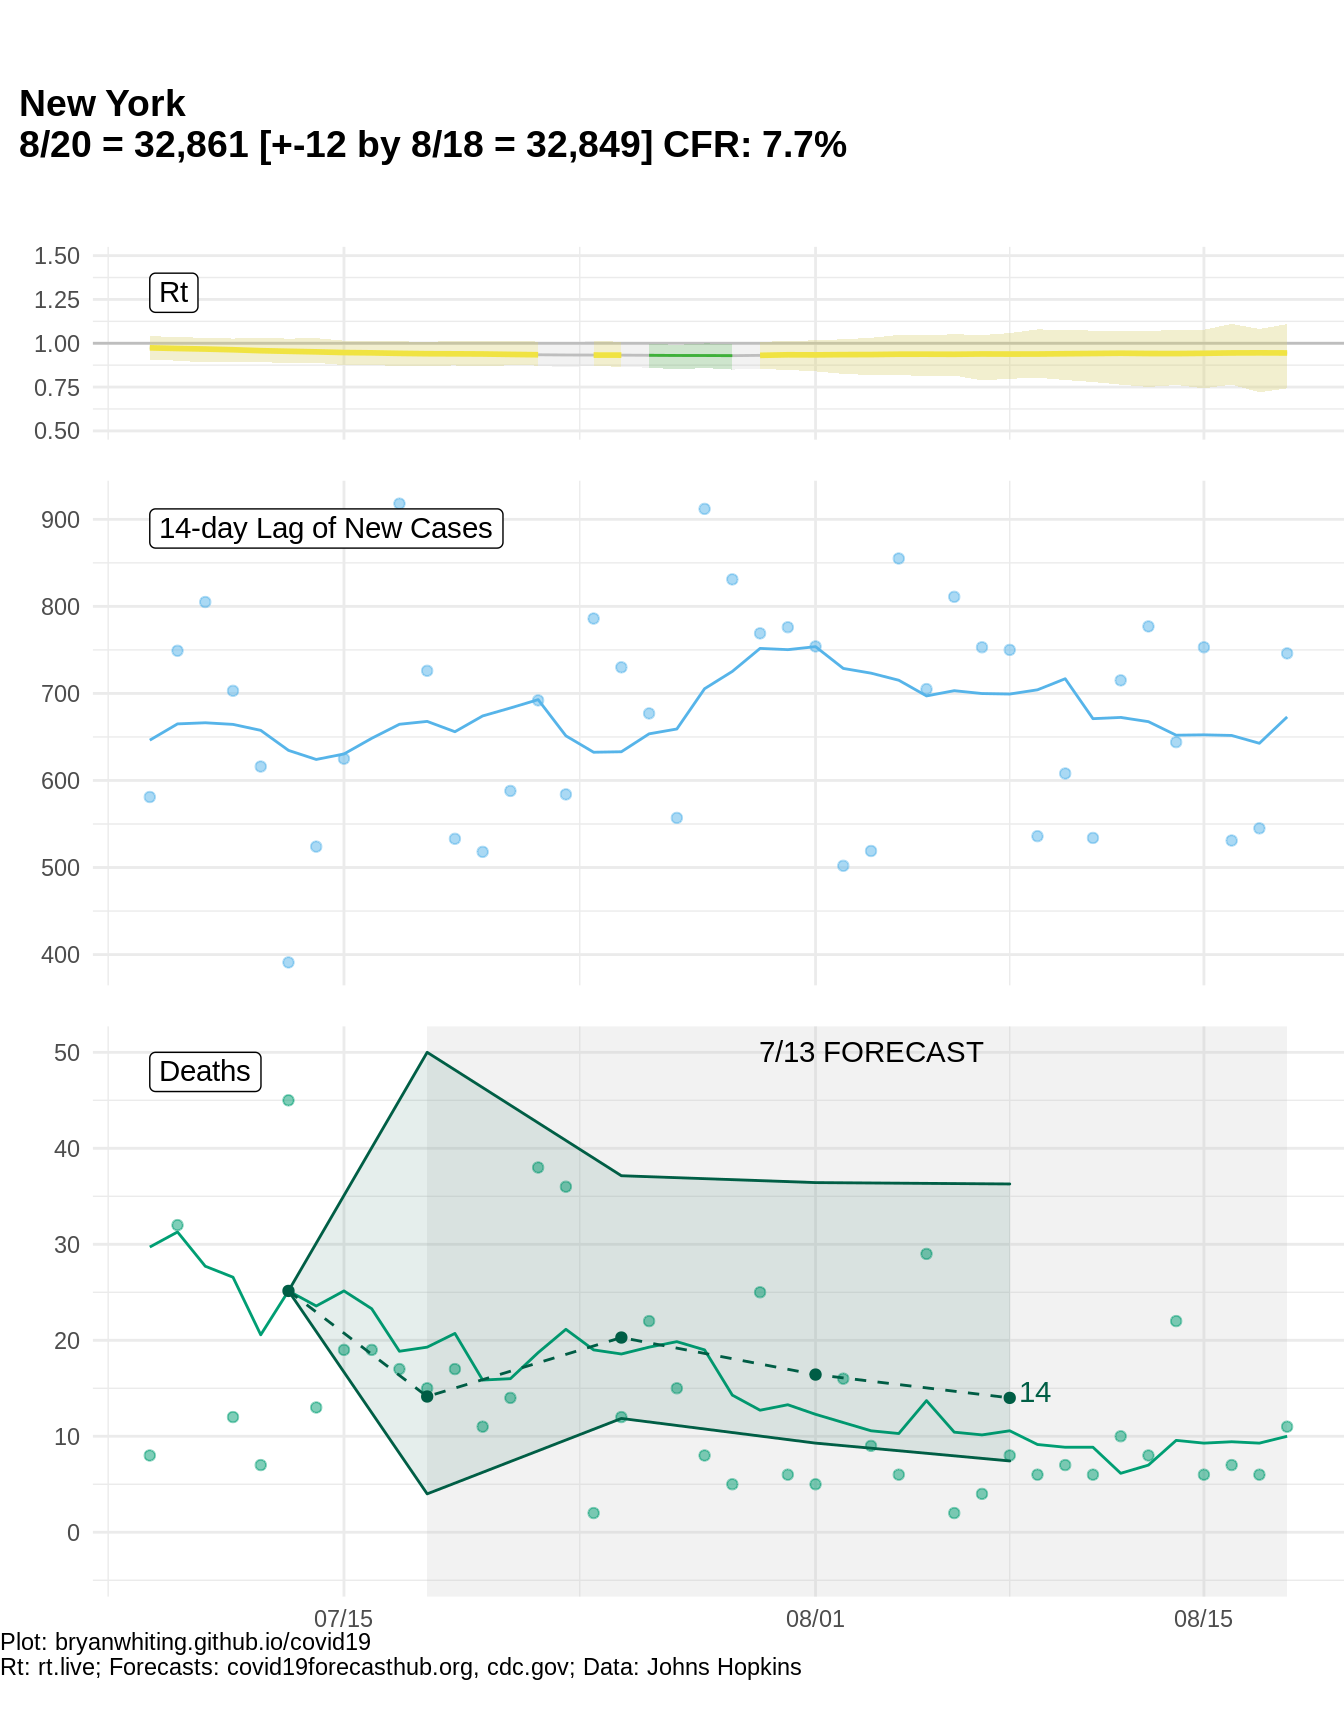 New York
8/20 = 32,861 [+-12 by 8/18 = 32,849] CFR: 7.7%
1.50
1.25
1.00
0.75
0.50
Rt
900
800
700
600
500
400
14-day Lag of New Cases
50
40
30
20
10
0
Deaths
7/13 FORECAST
14
07/15
08/01
08/15
Plot: bryanwhiting.github.io/covid19
Rt: rt.live; Forecasts: covid19forecasthub.org, cdc.gov; Data: Johns Hopkins